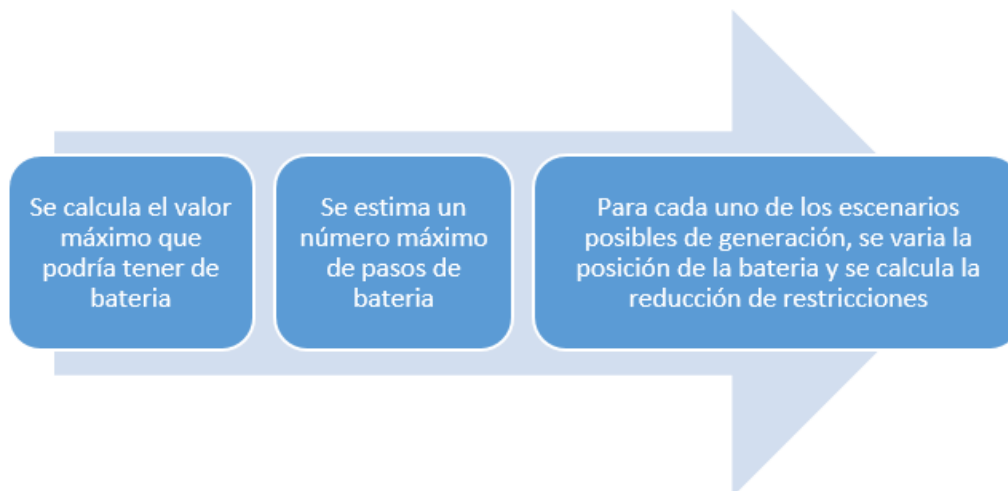 Se calcula el valor
máximo que
podría tener de
bateria
Se estima un
número máximo
de pasos de
bateria
Para cada uno de los escenarios
posibles de generación, se varia la
posición de la bateria y se calcula la
reducción de restricciones